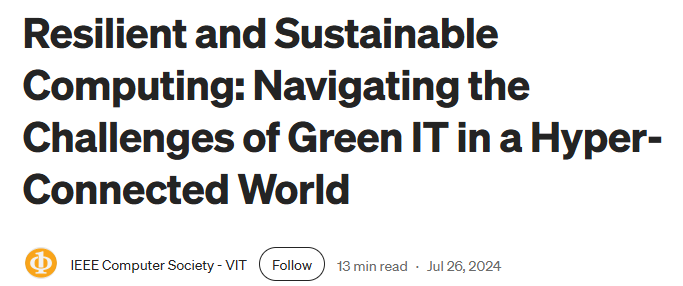 Resilient and Sustainable
Computing: Navigating the
Challenges of Green IT in a Hyper-
Connected World
IEEE Computer Society - VIT Follow 13 min read · Jul 26, 2024